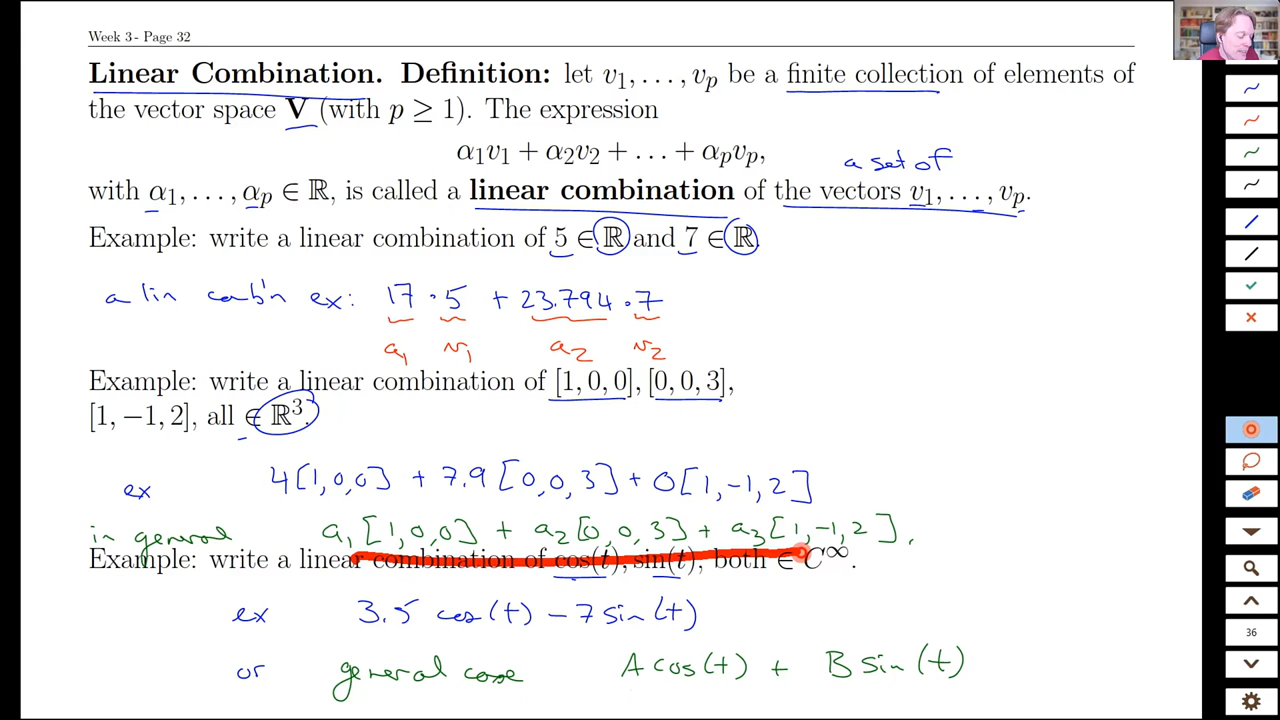 Week 3 - Page 32
Linear Combination. Definition: let v₁, . . . , vₚ be a finite collection of elements of
the vector space V (with p ≥ 1). The expression
α₁v₁ + α₂v₂ + . . . + αₚvₚ,
a set of
with α₁, . . . , αₚ ∈ ℝ, is called a linear combination of the vectors v₁, . . . , vₚ.
Example: write a linear combination of 5 ∈ ℝ and 7 ∈ ℝ.
a lin comb'n ex: 17 · 5 + 23.794 · 7
a₁ v₁ a₂ v₂
Example: write a linear combination of [1, 0, 0], [0, 0, 3],
[1, −1, 2], all ∈ ℝ³.
ex 4[1,0,0] + 7.9[0,0,3] + 0[1,-1,2]
in general a₁[1,0,0] + a₂[0,0,3] + a₃[1,-1,2],
Example: write a linear combination of cos(t), sin(t), both ∈ C^∞.
ex 3.5 cos(t) - 7 sin(t)
or general case A cos(t) + B sin(t)
36